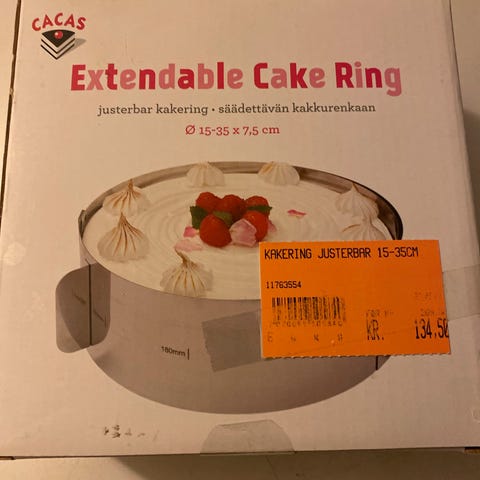 CACAS
Extendable Cake Ring
justerbar kakering • säädettävän kakkurenkaan
Ø 15-35 x 7,5 cm
KAKERING JUSTERBAR 15-35CM
11763554
KR. 134,50
180mm